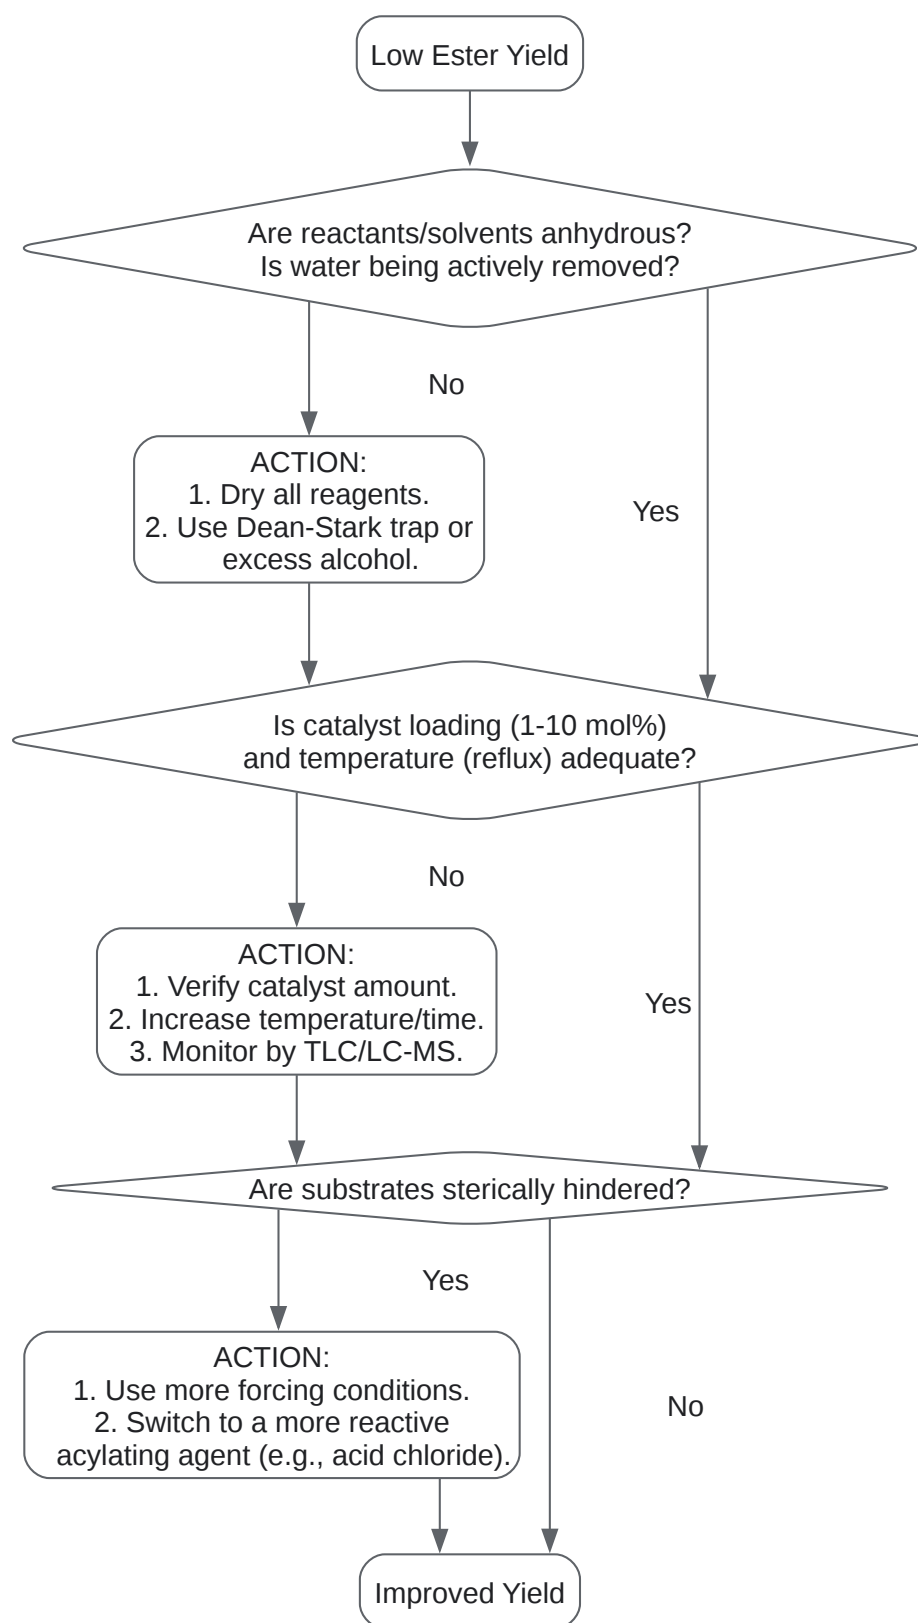 Low Ester Yield
Are reactants/solvents anhydrous?
Is water being actively removed?
No
ACTION:
1. Dry all reagents.
2. Use Dean-Stark trap or
excess alcohol.
Yes
Is catalyst loading (1-10 mol%)
and temperature (reflux) adequate?
No
ACTION:
1. Verify catalyst amount.
2. Increase temperature/time.
3. Monitor by TLC/LC-MS.
Yes
Are substrates sterically hindered?
Yes
ACTION:
1. Use more forcing conditions.
2. Switch to a more reactive
acylating agent (e.g., acid chloride).
No
Improved Yield